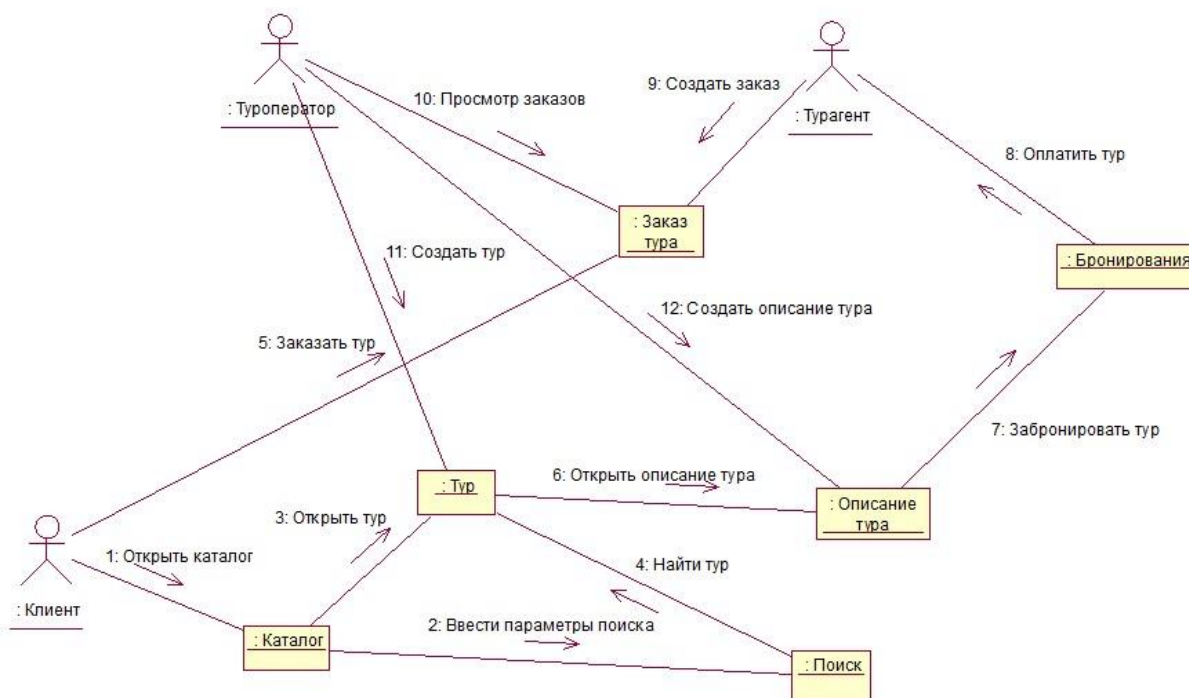 9: Создать заказ
10: Просмотр заказов
: Туроператор
: Турагент
8: Оплатить тур
: Заказ
тура
11: Создать тур
: Бронирования
12: Создать описание тура
5: Заказать тур
7: Забронировать тур
6: Открыть описание тура
: Тур
: Описание
тура
3: Открыть тур
1: Открыть каталог
4: Найти тур
: Клиент
2: Ввести параметры поиска
: Каталог
: Поиск